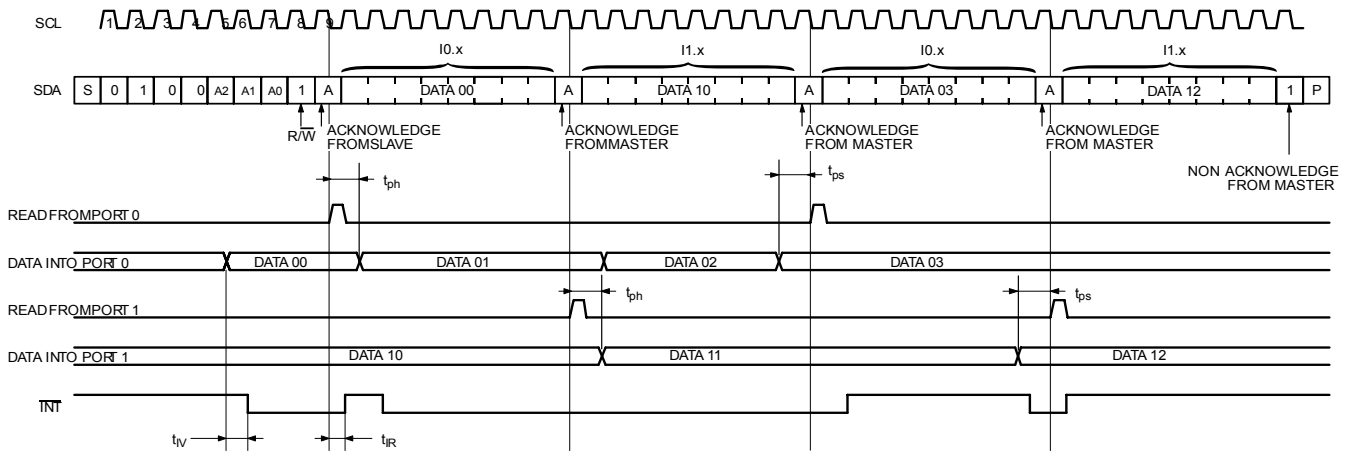 SCL 1 2 3 4 5 6 7 8 9
I0.x I1.x I0.x I1.x
SDA S 0 1 0 0 A2 A1 A0 1 A DATA 00 A DATA 10 A DATA 03 A DATA 12 1 P
R/W ACKNOWLEDGE ACKNOWLEDGE ACKNOWLEDGE ACKNOWLEDGE
FROMSLAVE FROMMASTER FROM MASTER FROM MASTER
NON ACKNOWLEDGE
FROM MASTER
tph tps
READ FROMPORT 0
DATA INTO PORT 0 DATA 00 DATA 01 DATA 02 DATA 03
tph tps
READ FROMPORT 1
DATA INTO PORT 1 DATA 10 DATA 11 DATA 12
INT
tIV tIR